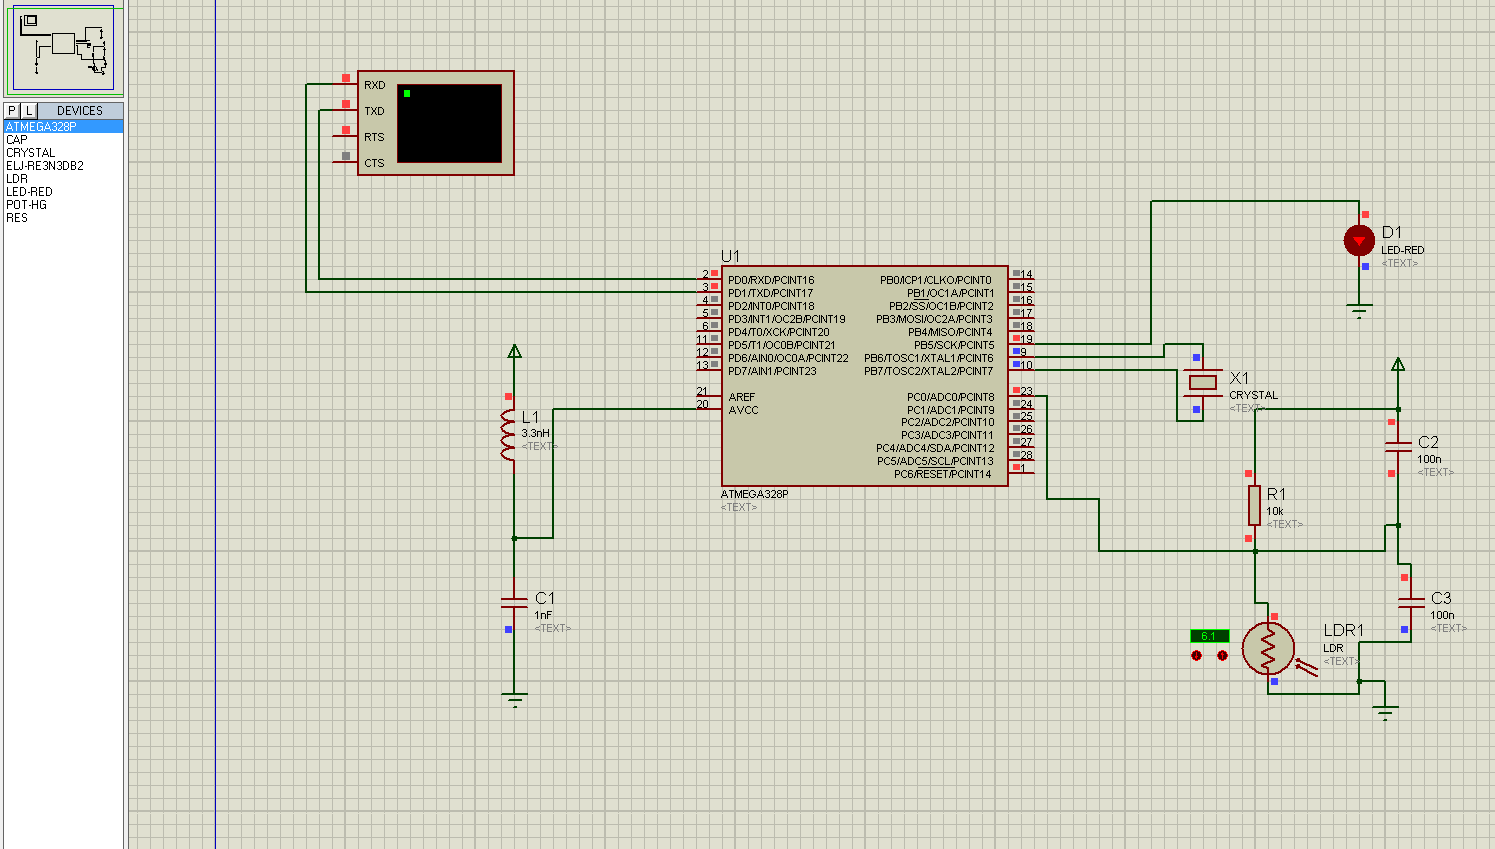 P L DEVICES
ATMEGA328P
CAP
CRYSTAL
ELJ-RE3N3DB2
LDR
LED-RED
POT-HG
RES
RXD
TXD
RTS
CTS
D1
LED-RED
<TEXT>
U1
2 PD0/RXD/PCINT16
3 PD1/TXD/PCINT17
4 PD2/INT0/PCINT18
5 PD3/INT1/OC2B/PCINT19
6 PD4/T0/XCK/PCINT20
11 PD5/T1/OC0B/PCINT21
12 PD6/AIN0/OC0A/PCINT22
13 PD7/AIN1/PCINT23
21 AREF
20 AVCC
PB0/ICP1/CLKO/PCINT0 14
PB1/OC1A/PCINT1 15
PB2/SS/OC1B/PCINT2 16
PB3/MOSI/OC2A/PCINT3 17
PB4/MISO/PCINT4 18
PB5/SCK/PCINT5 19
PB6/TOSC1/XTAL1/PCINT6 9
PB7/TOSC2/XTAL2/PCINT7 10
PC0/ADC0/PCINT8 23
PC1/ADC1/PCINT9 24
PC2/ADC2/PCINT10 25
PC3/ADC3/PCINT11 26
PC4/ADC4/SDA/PCINT12 27
PC5/ADC5/SCL/PCINT13 28
PC6/RESET/PCINT14 1
ATMEGA328P
<TEXT>
X1
CRYSTAL
<TEXT>
L1
3.3nH
<TEXT>
C2
100n
<TEXT>
R1
10k
<TEXT>
C1
1nF
<TEXT>
C3
100n
<TEXT>
6.1
LDR1
LDR
<TEXT>